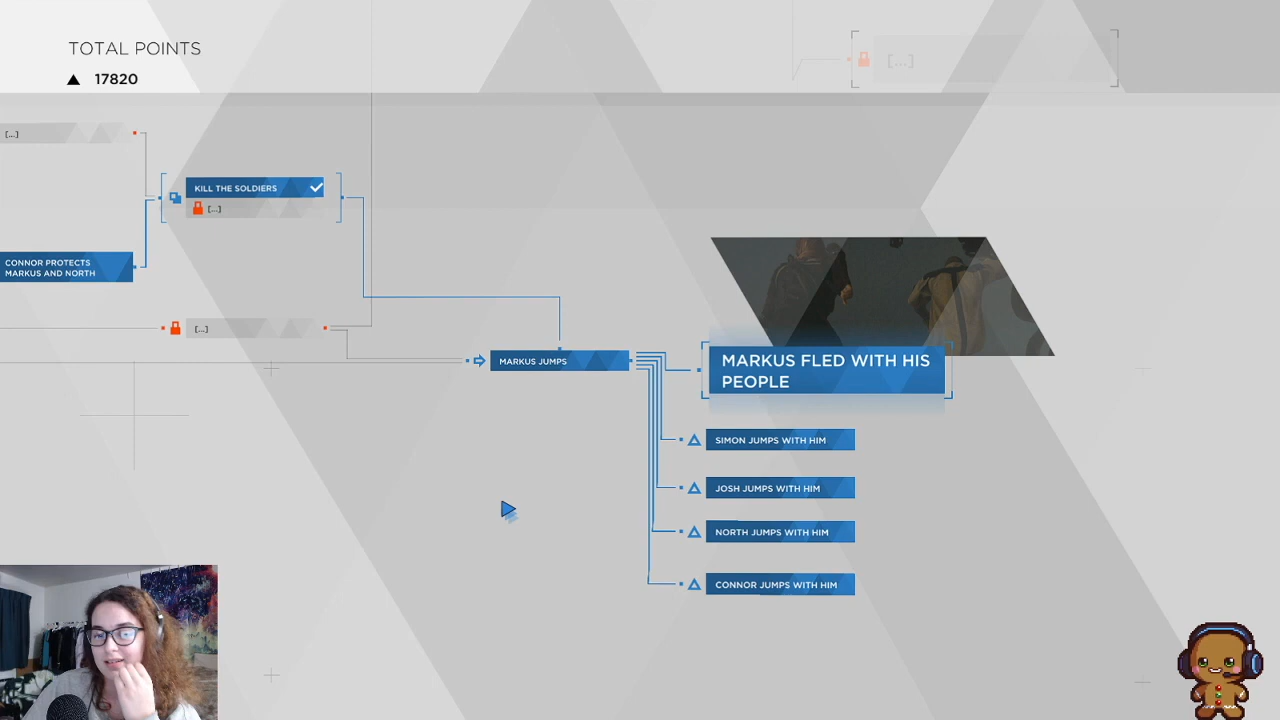 TOTAL POINTS
17820
[...]
[...]
KILL THE SOLDIERS
[...]
CONNOR PROTECTS
MARKUS AND NORTH
[...]
MARKUS JUMPS
MARKUS FLED WITH HIS
PEOPLE
SIMON JUMPS WITH HIM
JOSH JUMPS WITH HIM
NORTH JUMPS WITH HIM
CONNOR JUMPS WITH HIM